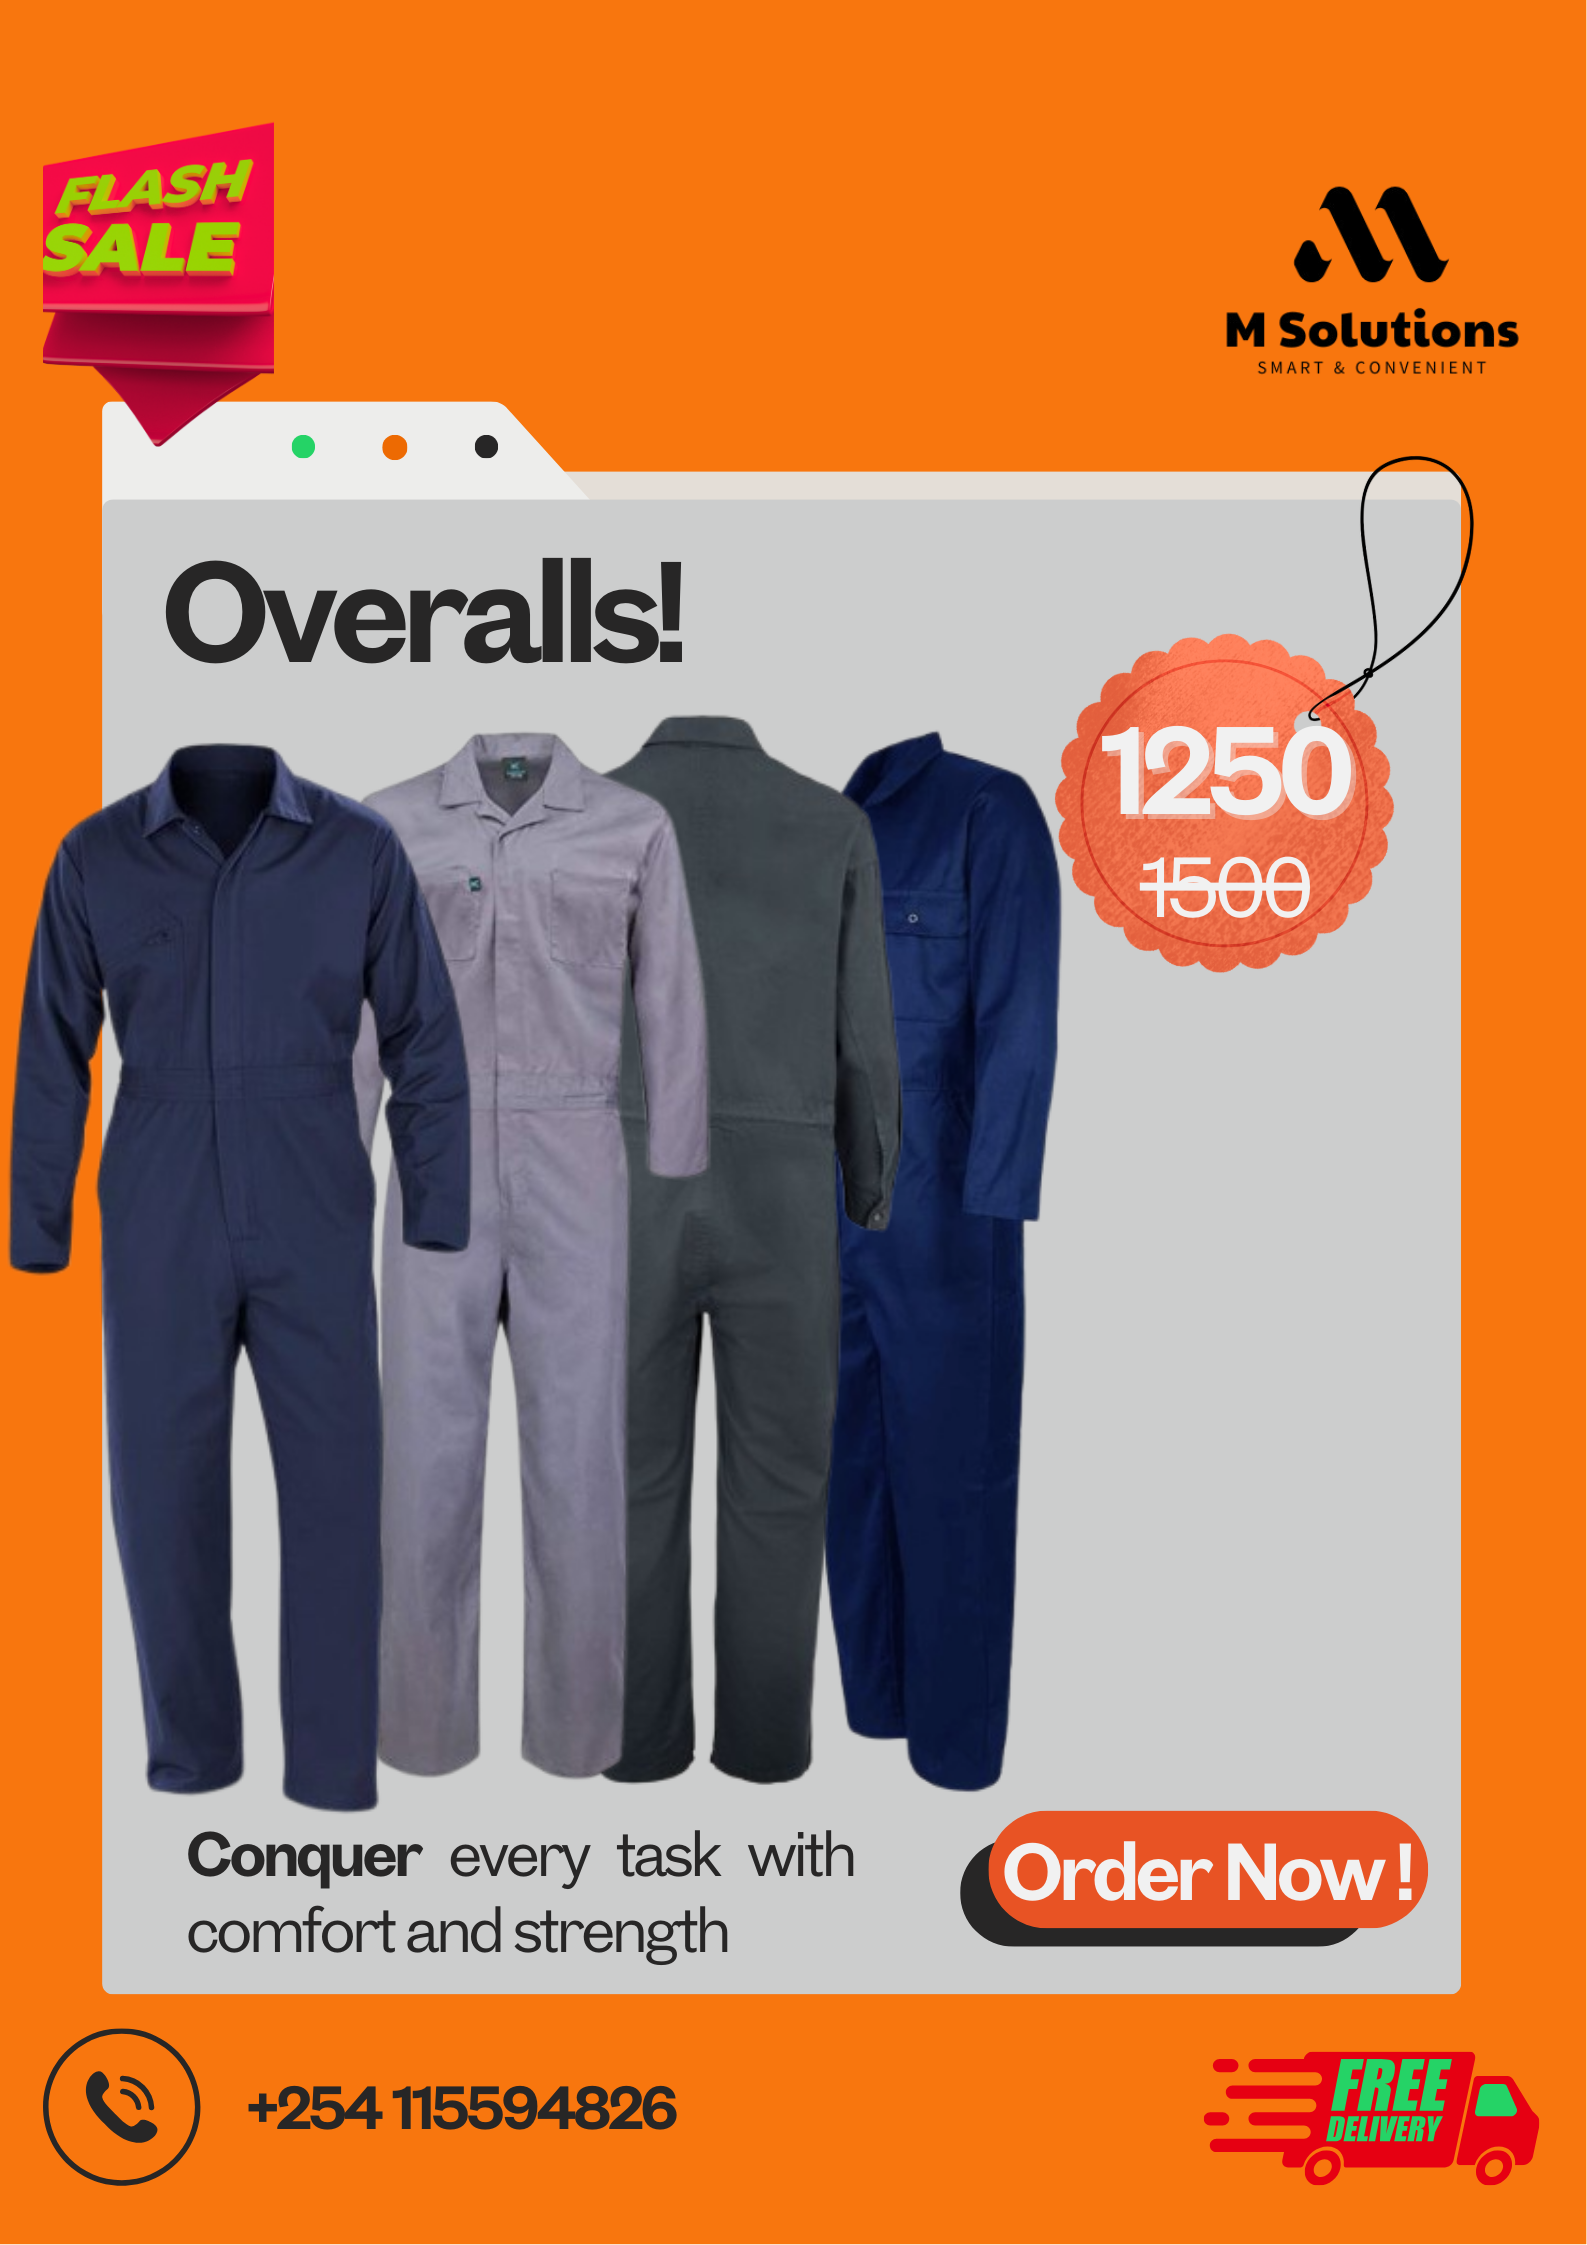 FLASH
SALE
M Solutions
SMART & CONVENIENT
Overalls!
1250
1500
Conquer every task with
comfort and strength
Order Now !
+254 115594826
FREE
DELIVERY